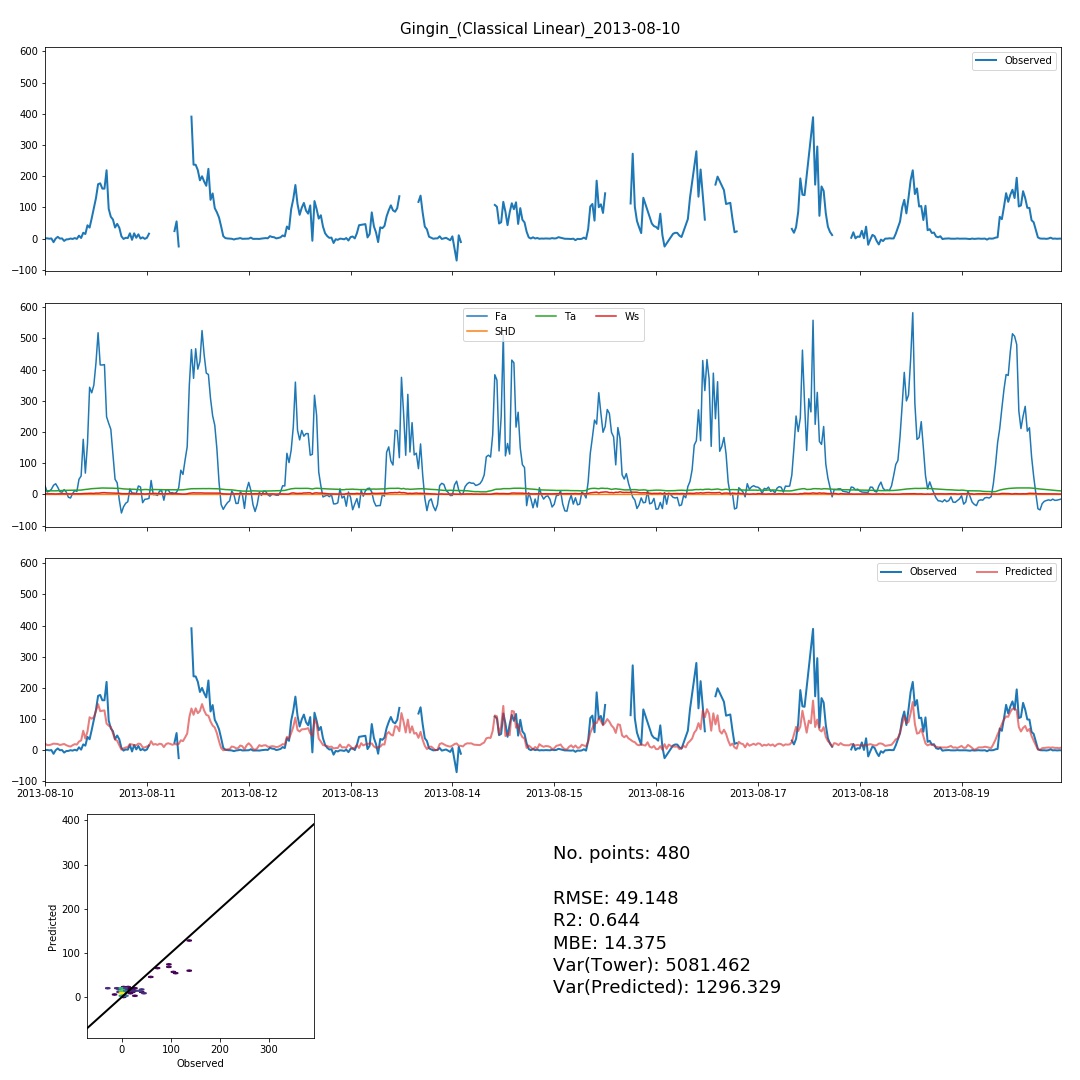 Gingin_(Classical Linear)_2013-08-10
600
500
400
300
200
100
0
−100
Observed
600
500
400
300
200
100
0
−100
Fa Ta Ws
SHD
600
500
400
300
200
100
0
−100
Observed Predicted
2013-08-10 2013-08-11 2013-08-12 2013-08-13 2013-08-14 2013-08-15 2013-08-16 2013-08-17 2013-08-18 2013-08-19
400
300
200
100
0
Predicted
0 100 200 300
Observed
No. points: 480
RMSE: 49.148
R2: 0.644
MBE: 14.375
Var(Tower): 5081.462
Var(Predicted): 1296.329